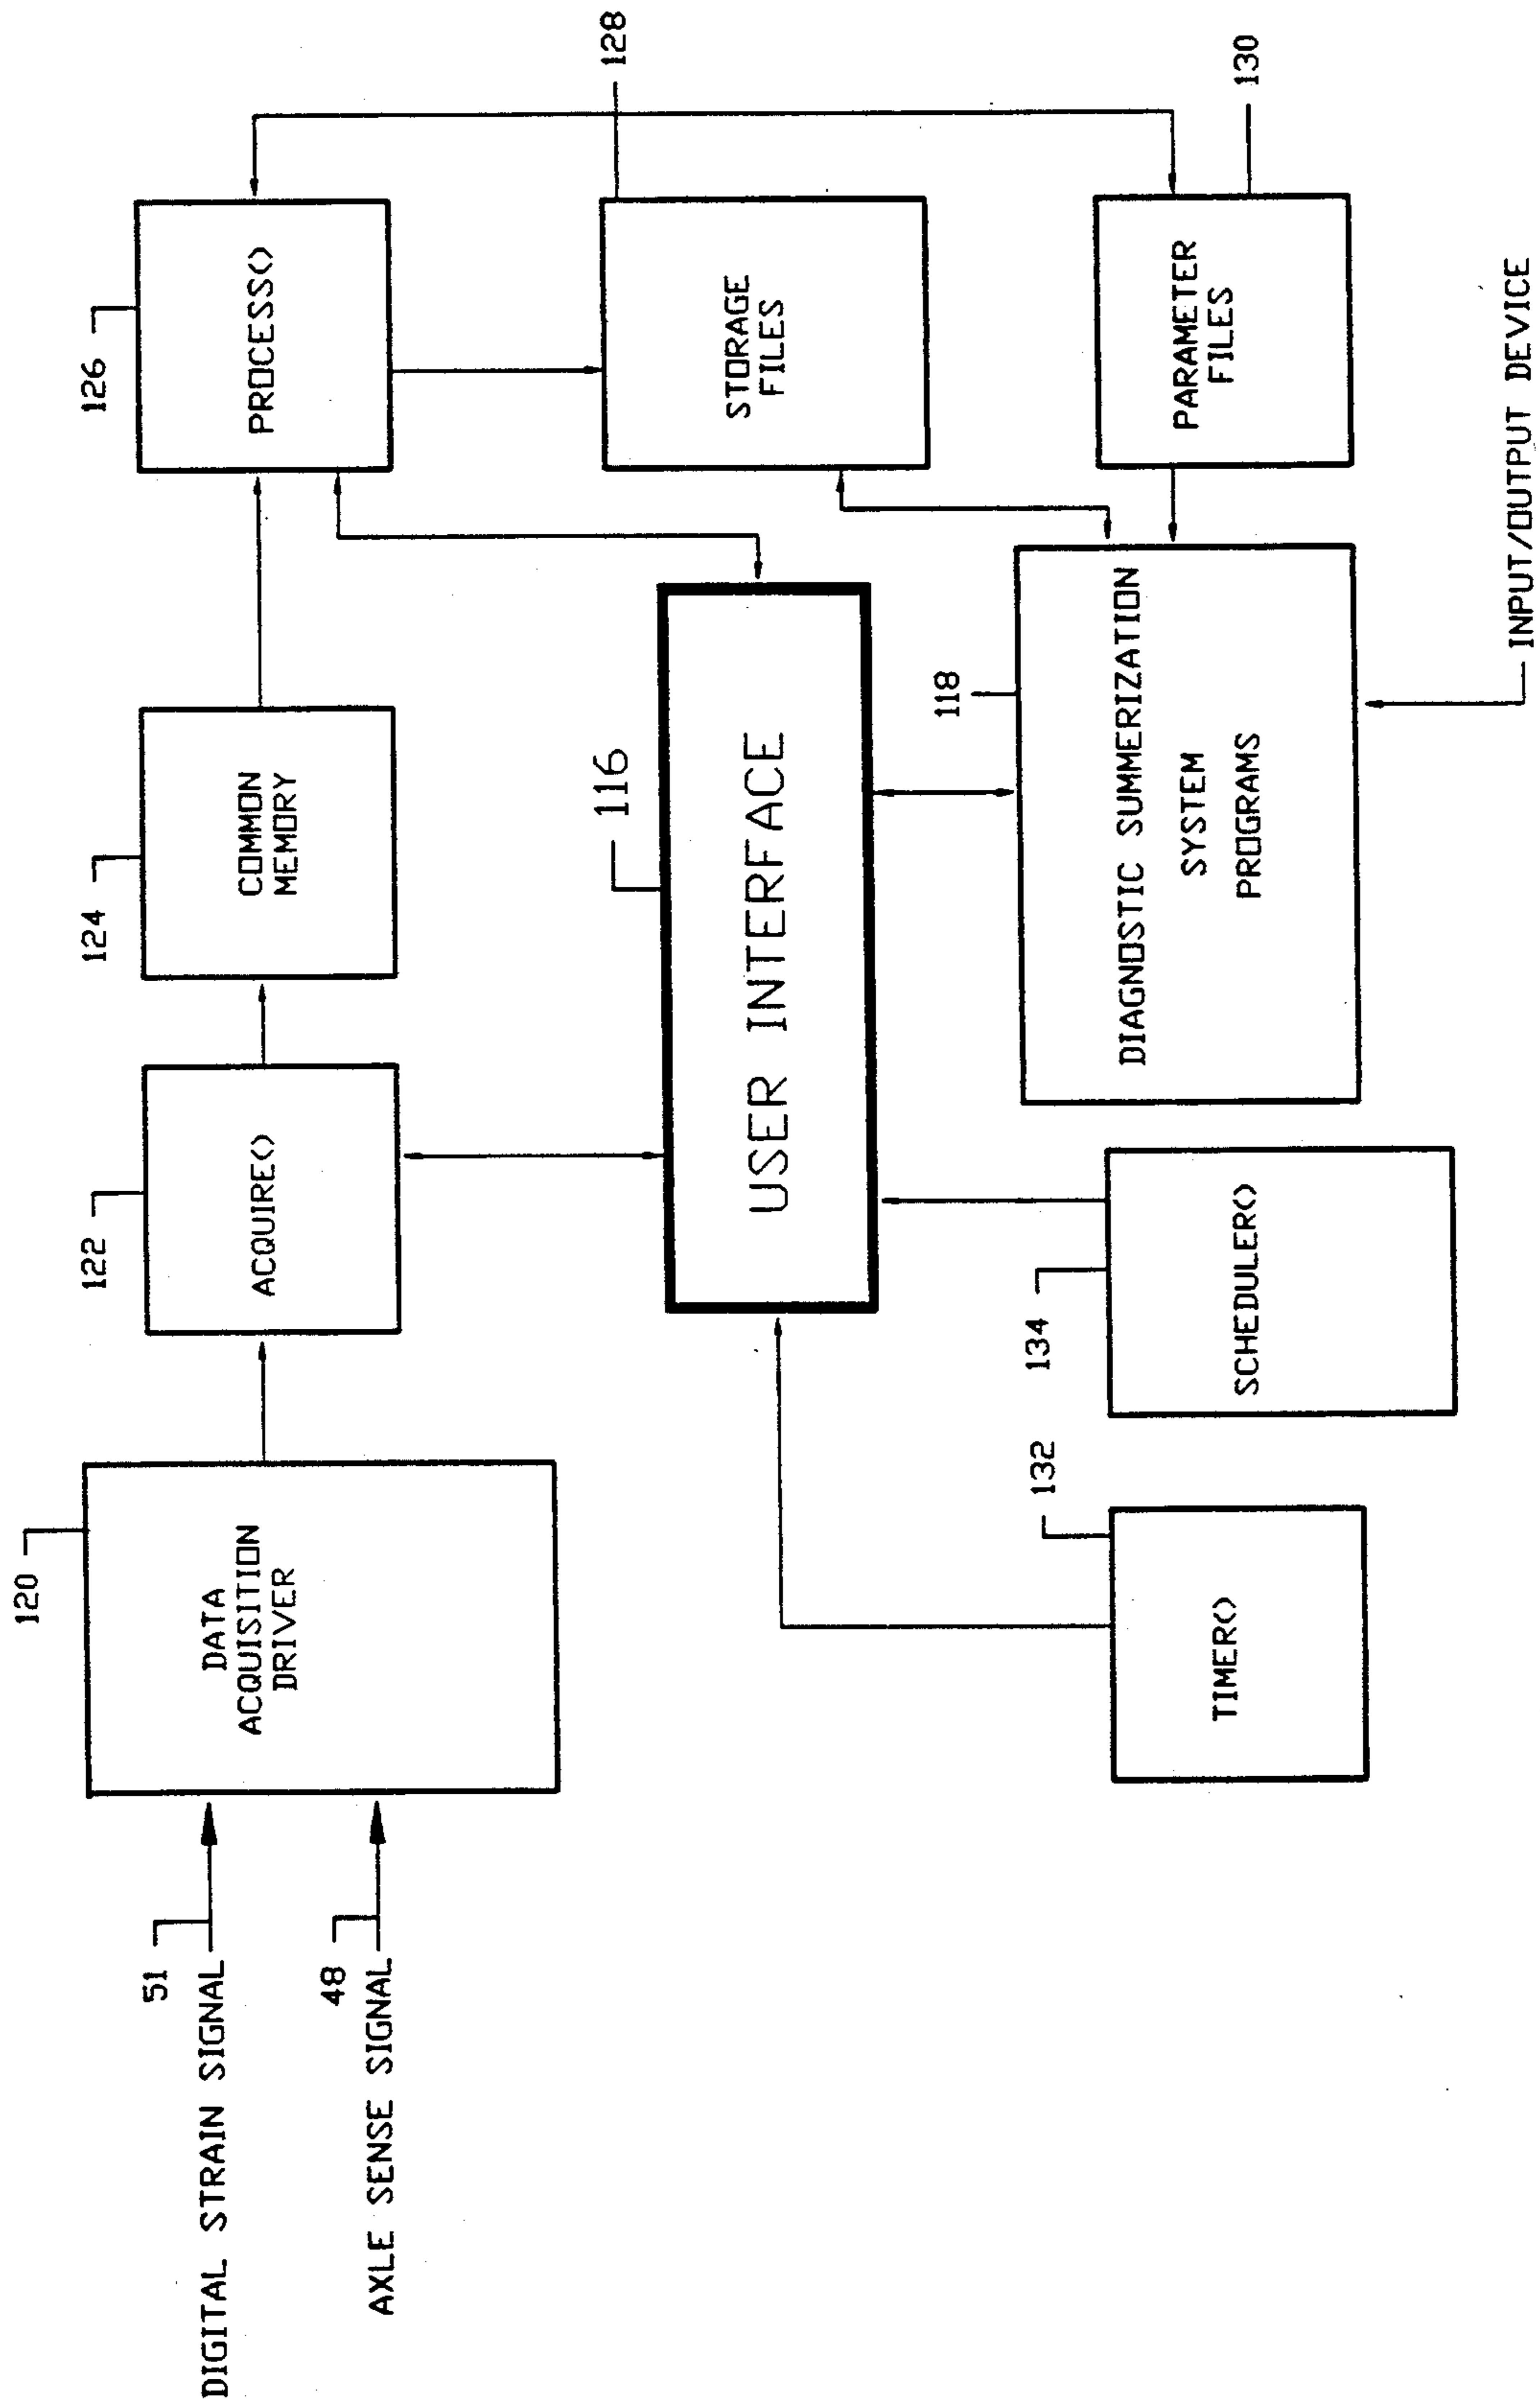 120
122
124
126
51
DIGITAL STRAIN SIGNAL
48
AXLE SENSE SIGNAL
DATA
ACQUISITION
DRIVER
ACQUIRE()
COMMON
MEMORY
PROCESS()
128
116
USER INTERFACE
STORAGE
FILES
132
134
118
TIMER()
SCHEDULER()
DIAGNOSTIC SUMMERIZATION
SYSTEM
PROGRAMS
PARAMETER
FILES
130
INPUT/OUTPUT DEVICE